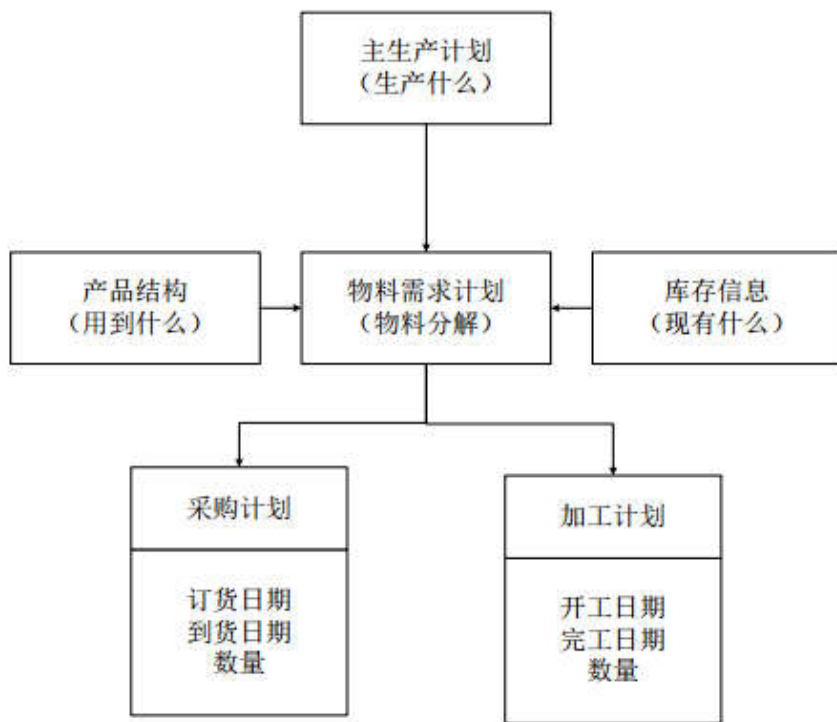 主生产计划
（生产什么）
产品结构
（用到什么）
物料需求计划
（物料分解）
库存信息
（现有什么）
采购计划
订货日期
到货日期
数量
加工计划
开工日期
完工日期
数量